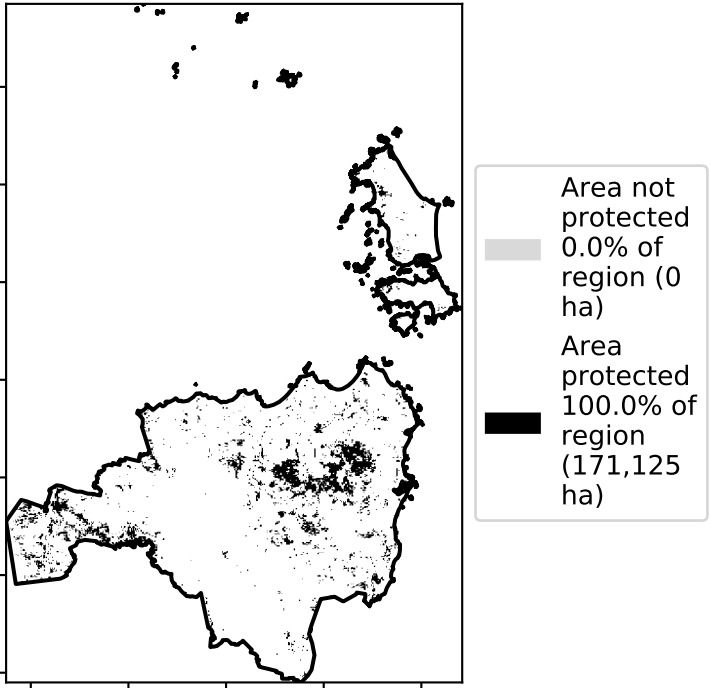 Area not
protected
0.0% of
region (0
ha)
Area
protected
100.0% of
region
(171,125
ha)